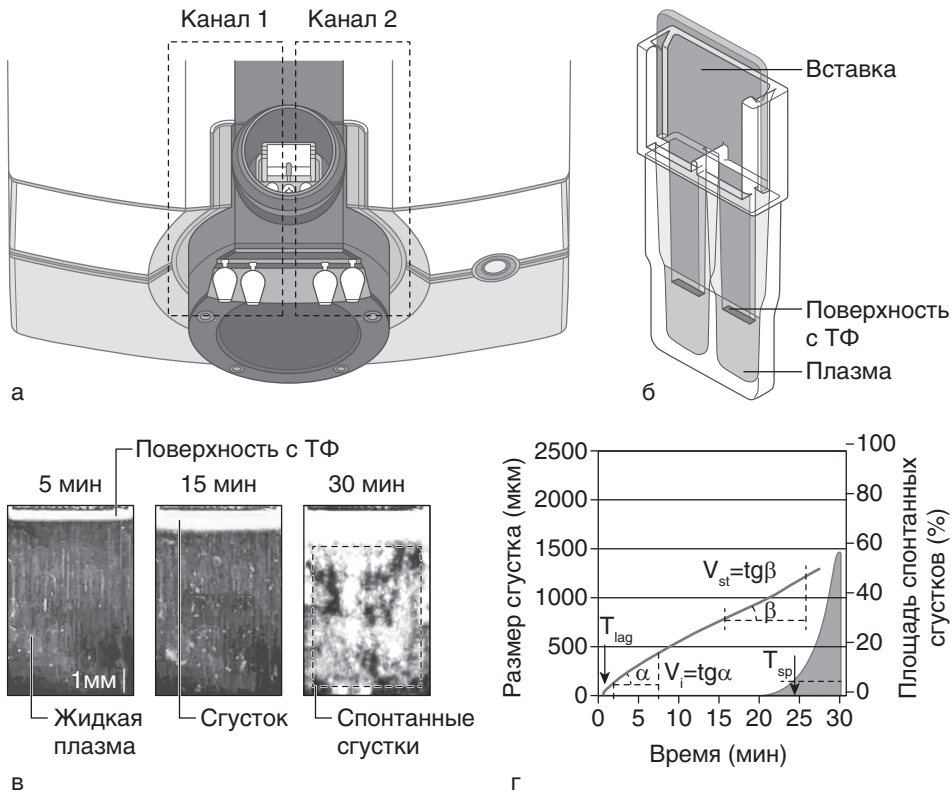 Канал 1 Канал 2
Вставка
Поверхность
с ТФ
Плазма
а
б
Поверхность с ТФ
5 мин 15 мин 30 мин
1мм
Жидкая
плазма
Сгусток
Спонтанные
сгустки
в
Размер сгустка (мкм)
2500
2000
1500
1000
500
0
100
80
60
40
20
0
Площадь спонтанных
сгустков (%)
V_st=tgβ
β
T_lag
α
V_i=tgα
T_sp
0 5 10 15 20 25 30
Время (мин)
г